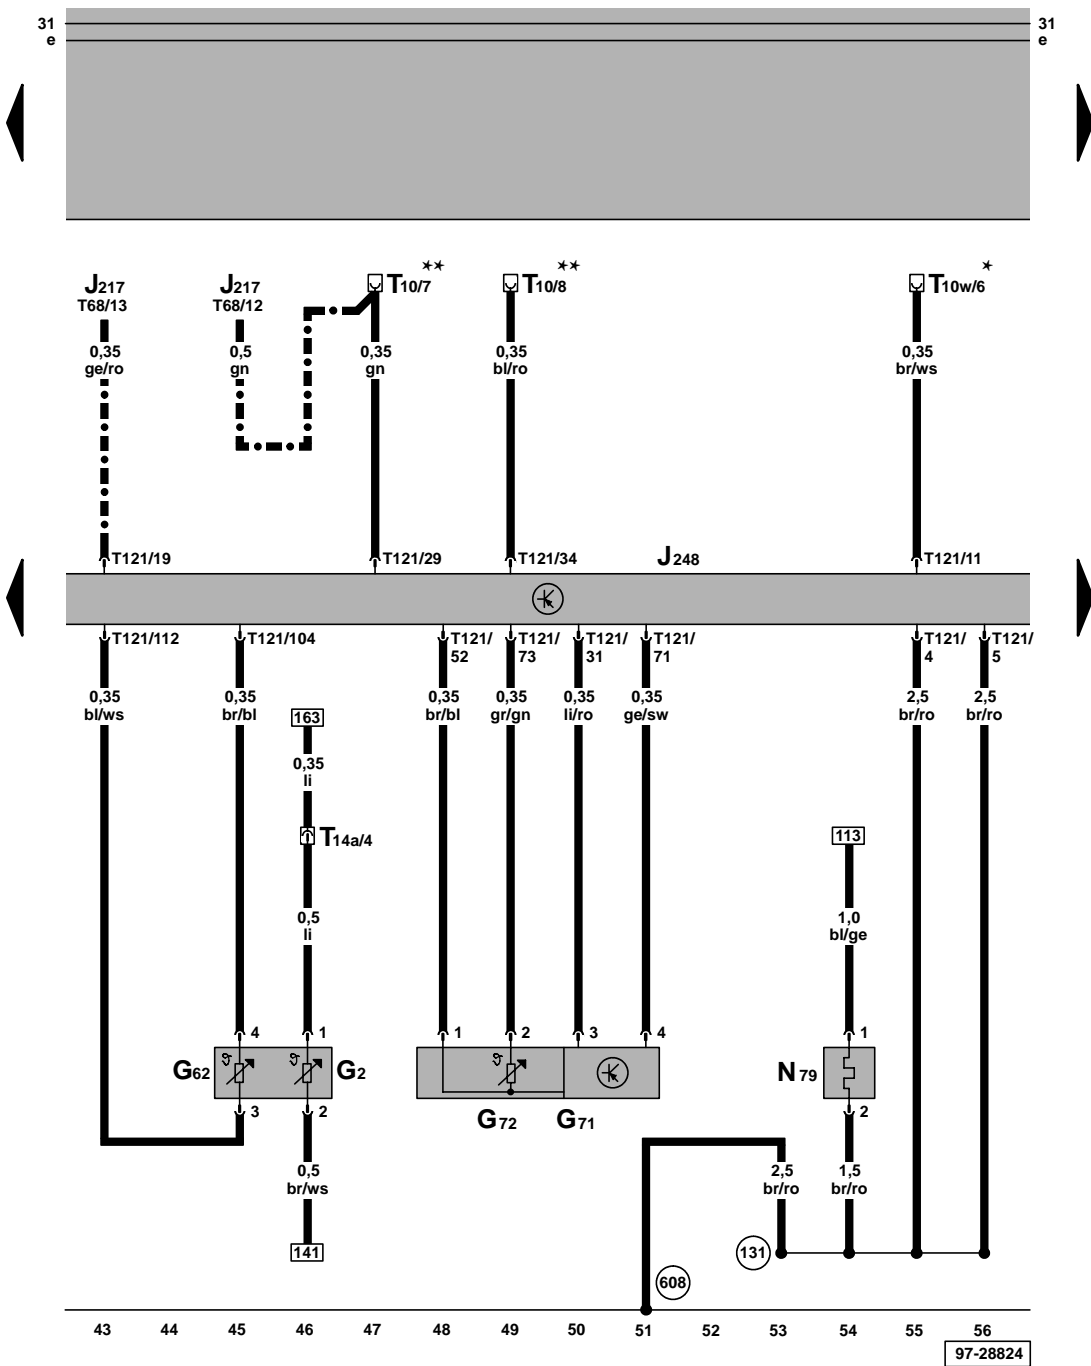 31 31
e e
J217 J217 T10/7 ** T10/8 ** T10w/6 *
T68/13 T68/12
0,35 0,5 0,35 0,35 0,35
ge/ro gn gn bl/ro br/ws
T121/19 T121/29 T121/34 J248 T121/11
T121/112 T121/104 T121/ T121/ T121/ T121/ T121/ T121/
52 73 31 71 4 5
0,35 0,35 0,35 0,35 0,35 0,35 2,5 2,5
bl/ws br/bl 163 br/bl gr/gn li/ro ge/sw br/ro br/ro
0,35
li
T14a/4 113
0,5 1,0
li bl/ge
4 1 1 2 3 4 1
ϑ ϑ ϑ
G62 G2 N79
3 2 2
G72 G71
0,5 2,5 1,5
br/ws br/ro br/ro
141 131
608
43 44 45 46 47 48 49 50 51 52 53 54 55 56
97-28824